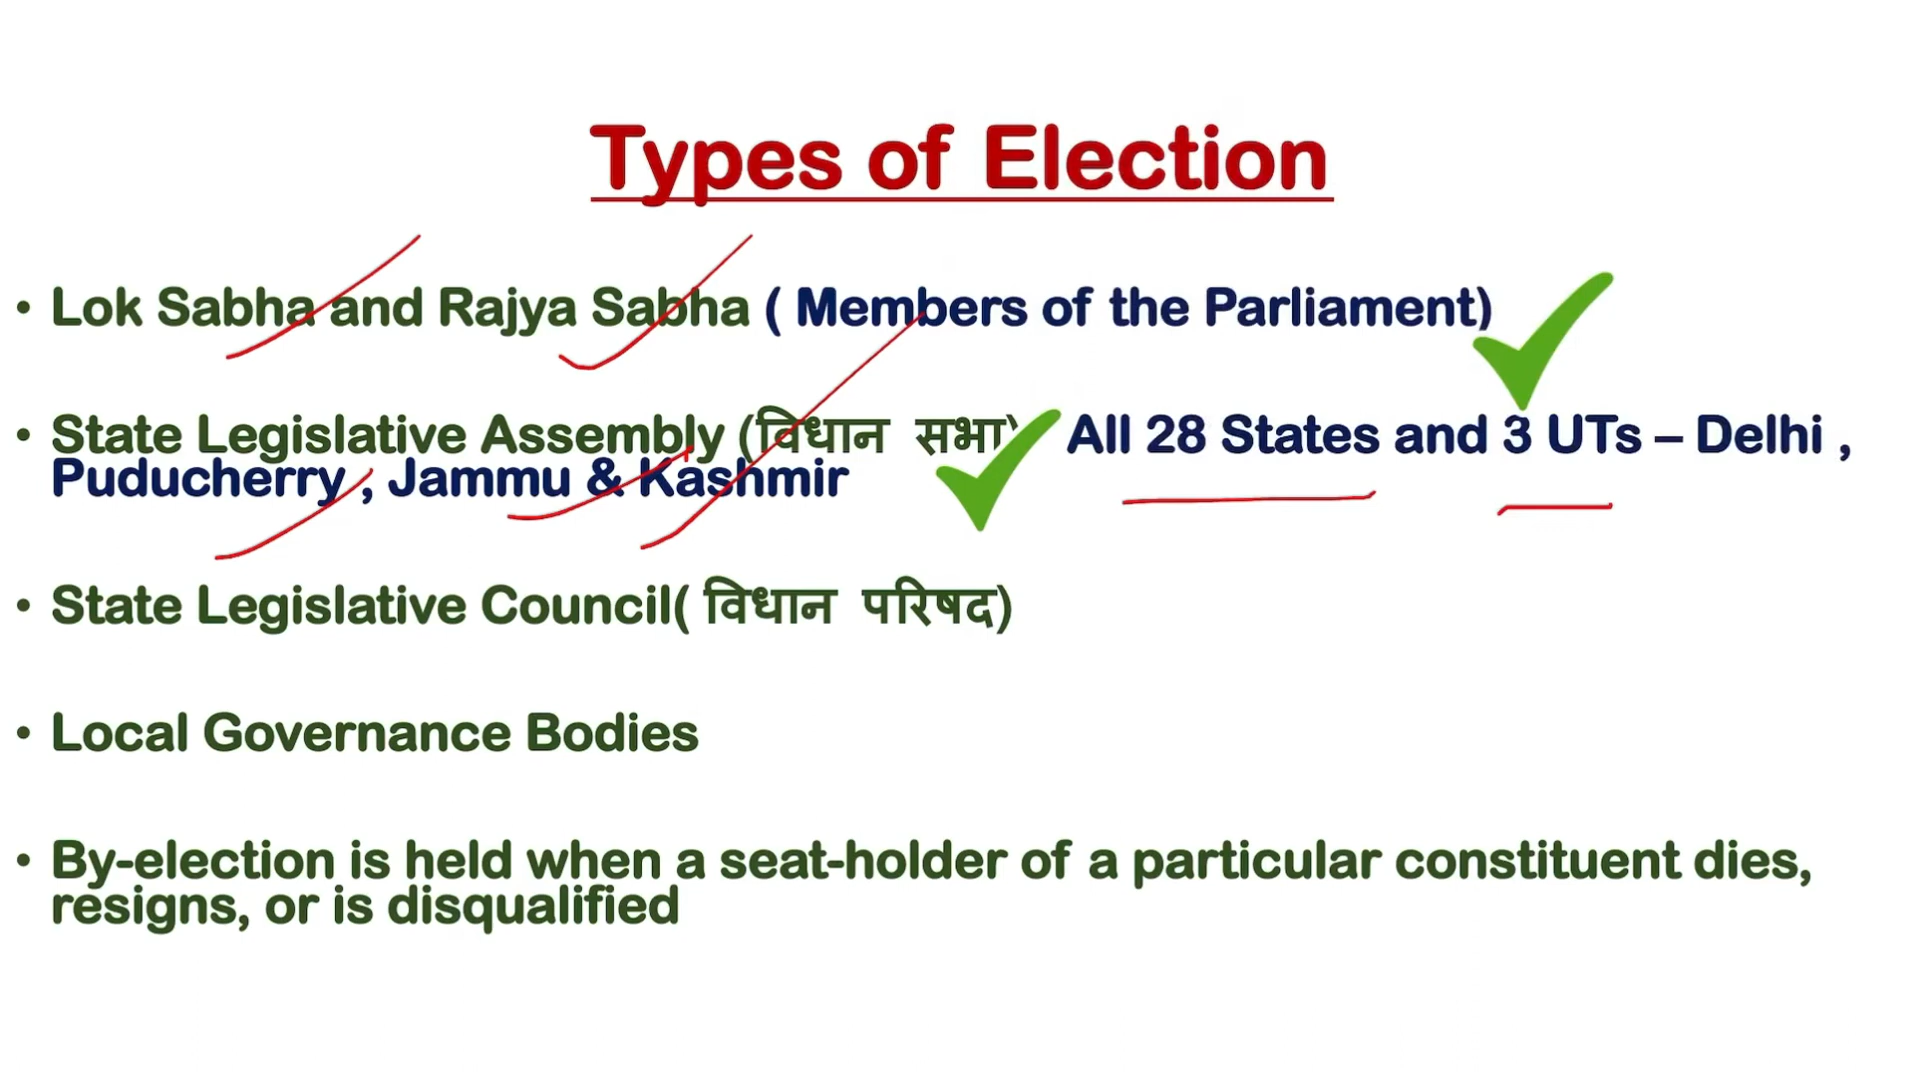 Types of Election
• Lok Sabha and Rajya Sabha ( Members of the Parliament)
• State Legislative Assembly (विधान सभा) All 28 States and 3 UTs – Delhi ,
Puducherry , Jammu & Kashmir
• State Legislative Council( विधान परिषद)
• Local Governance Bodies
• By-election is held when a seat-holder of a particular constituent dies,
resigns, or is disqualified